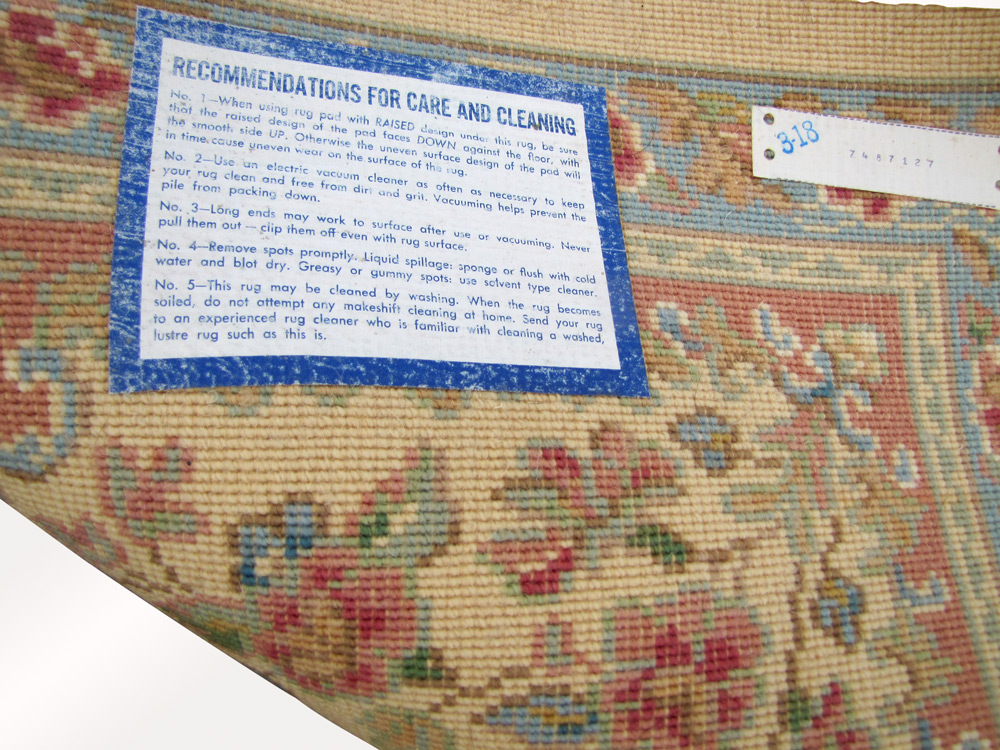 RECOMMENDATIONS FOR CARE AND CLEANING
No. 1—When using rug pad with RAISED design under this rug, be sure
that the raised design of the pad faces DOWN against the floor, with
the smooth side UP. Otherwise the uneven surface design of the pad will
in time cause uneven wear on the surface of the rug.
No. 2—Use an electric vacuum cleaner as often as necessary to keep
your rug clean and free from dirt and grit. Vacuuming helps prevent the
pile from packing down.
No. 3—Long ends may work to surface after use or vacuuming. Never
pull them out — clip them off even with rug surface.
No. 4—Remove spots promptly. Liquid spillage: sponge or flush with cold
water and blot dry. Greasy or gummy spots: use solvent type cleaner.
No. 5—This rug may be cleaned by washing. When the rug becomes
soiled, do not attempt any makeshift cleaning at home. Send your rug
to an experienced rug cleaner who is familiar with cleaning a washed,
lustre rug such as this is.
3-18
7487127